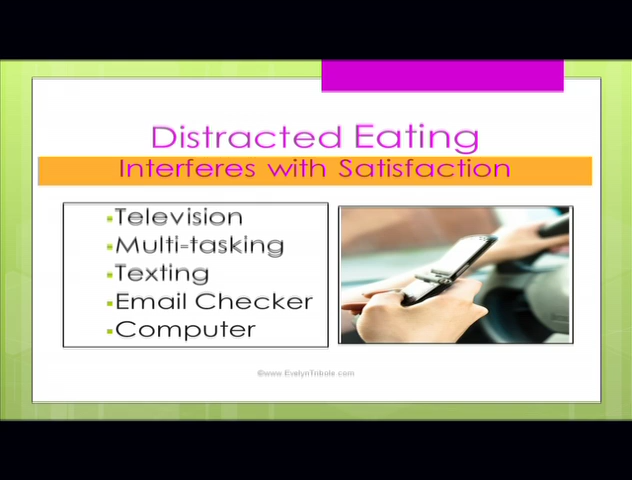 Distracted Eating
Interferes with Satisfaction
Television
Multi-tasking
Texting
Email Checker
Computer
©www.EvelynTribole.com